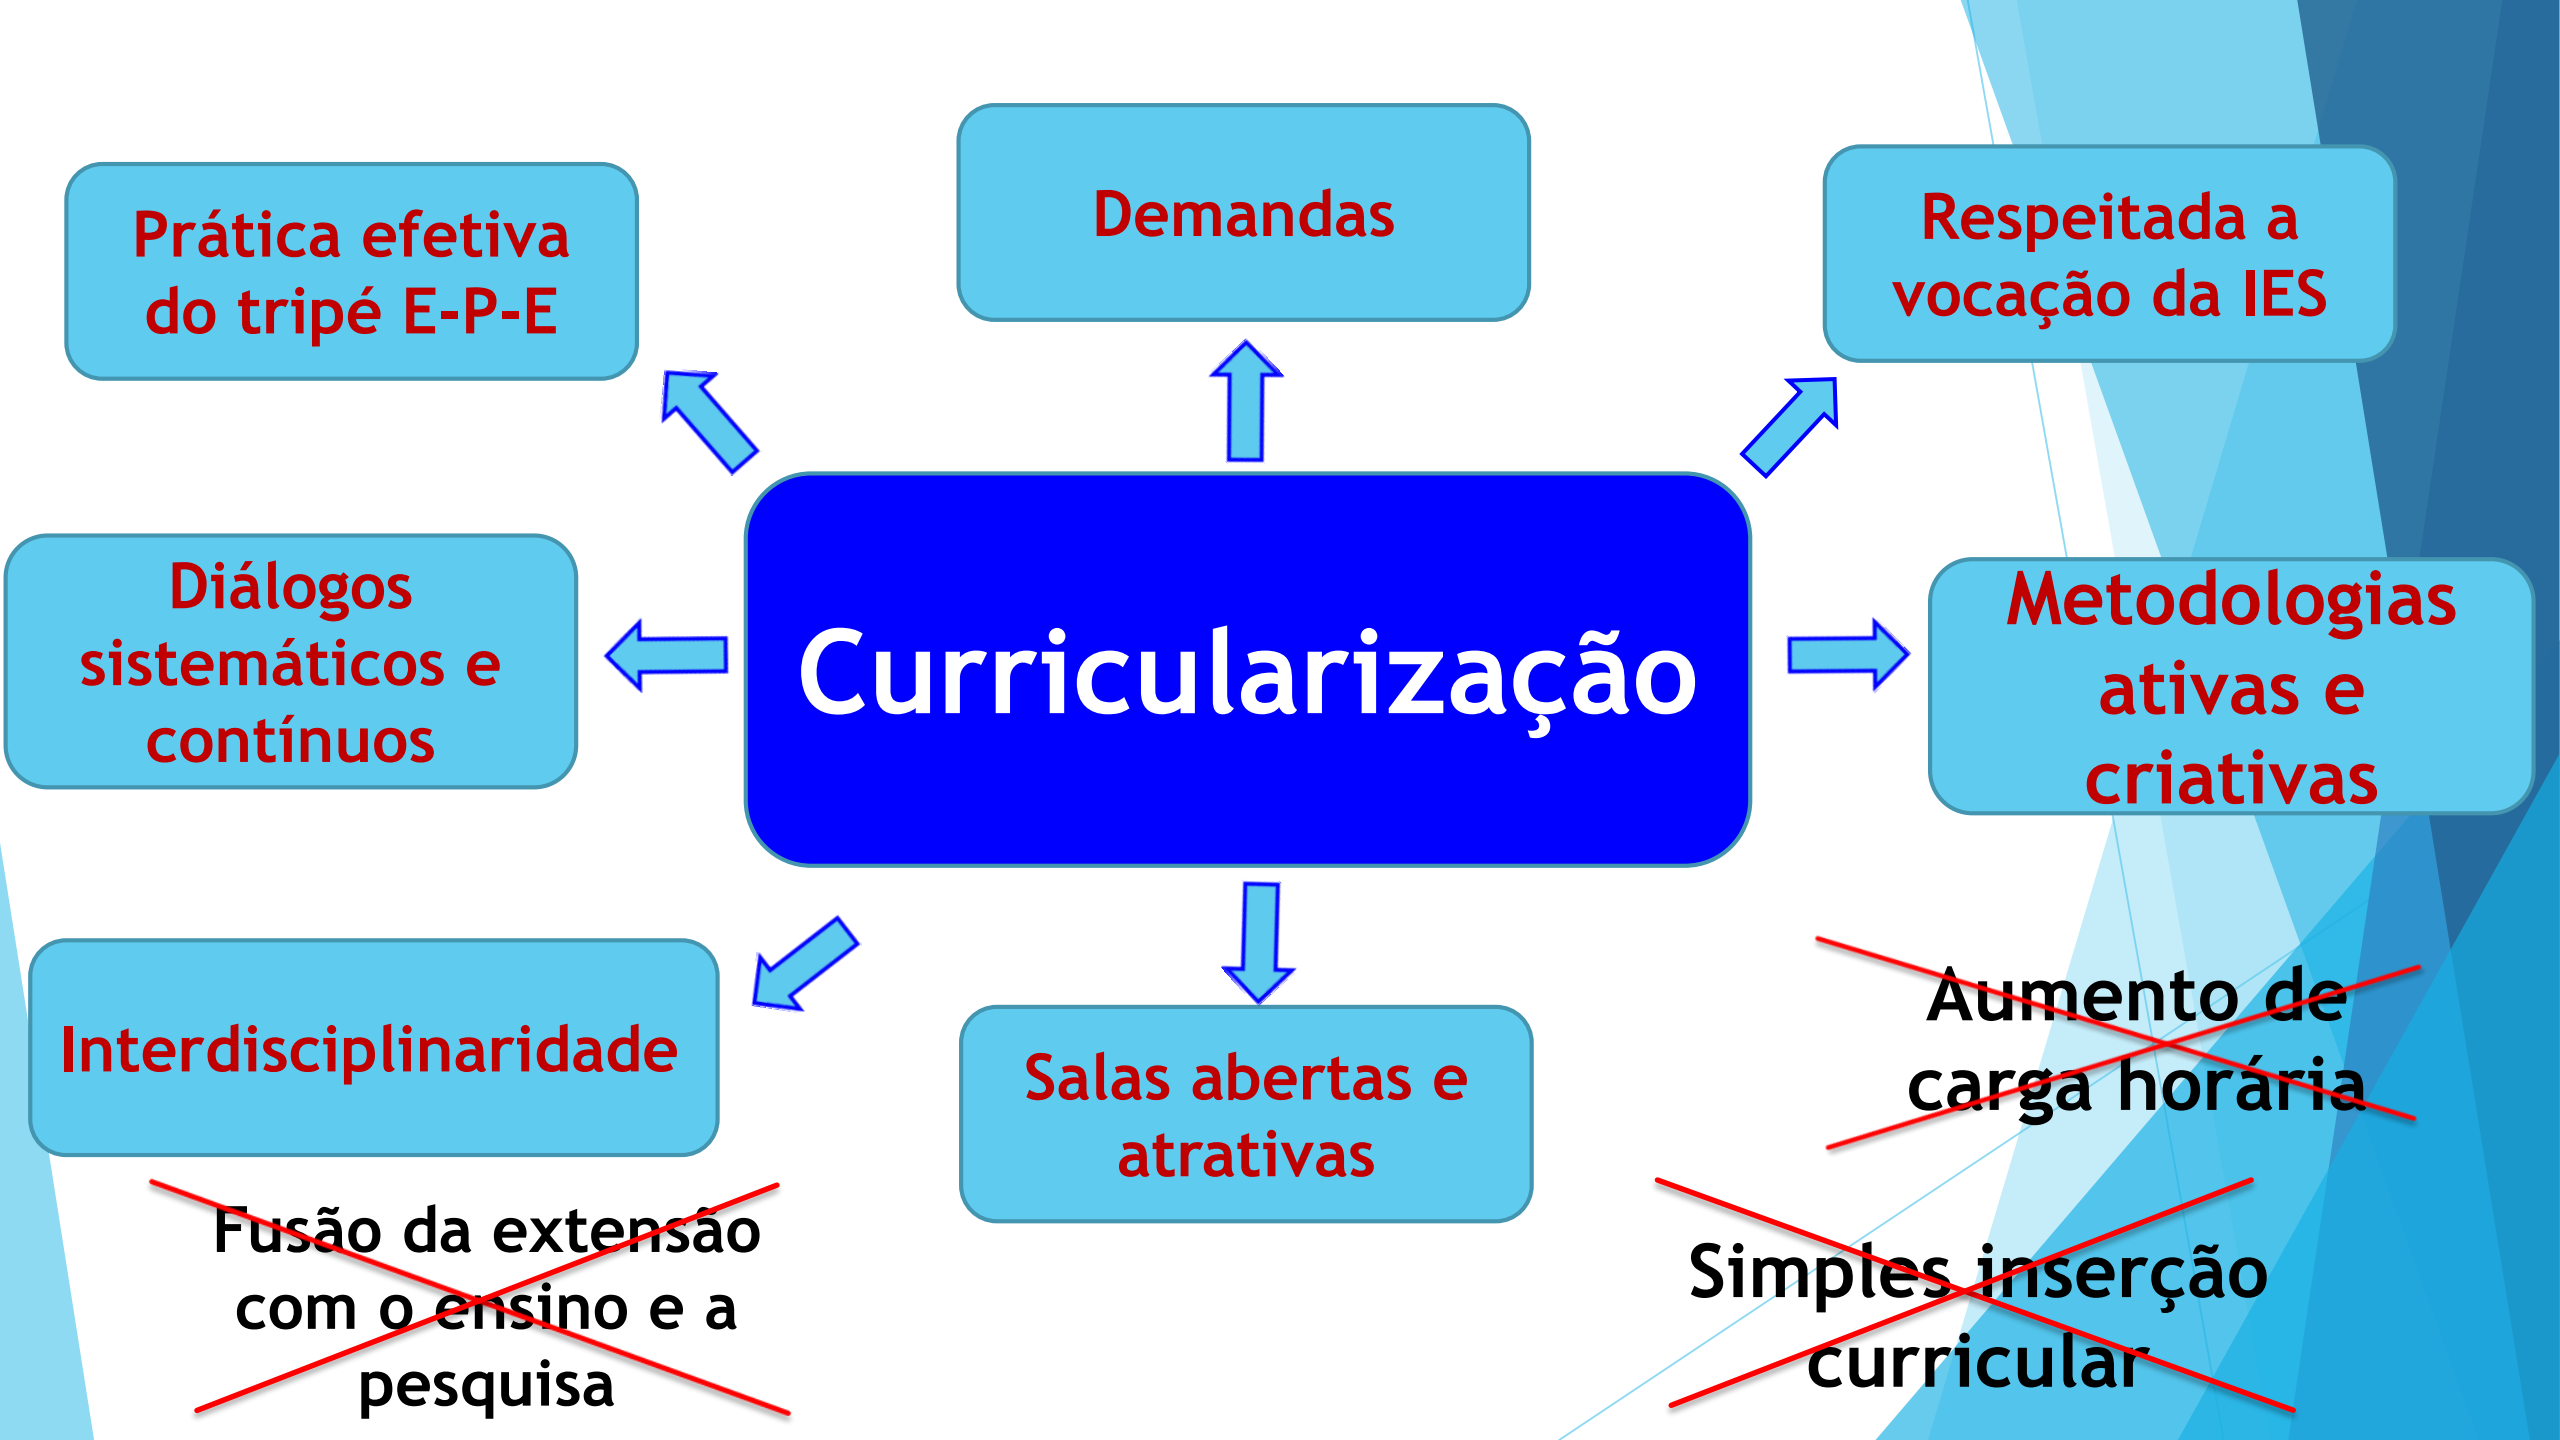 Prática efetiva
do tripé E-P-E
Demandas
Respeitada a
vocação da IES
Diálogos
sistemáticos e
contínuos
Curricularização
Metodologias
ativas e
criativas
Interdisciplinaridade
Salas abertas e
atrativas
Aumento de
carga horária
Fusão da extensão
com o ensino e a
pesquisa
Simples inserção
curricular